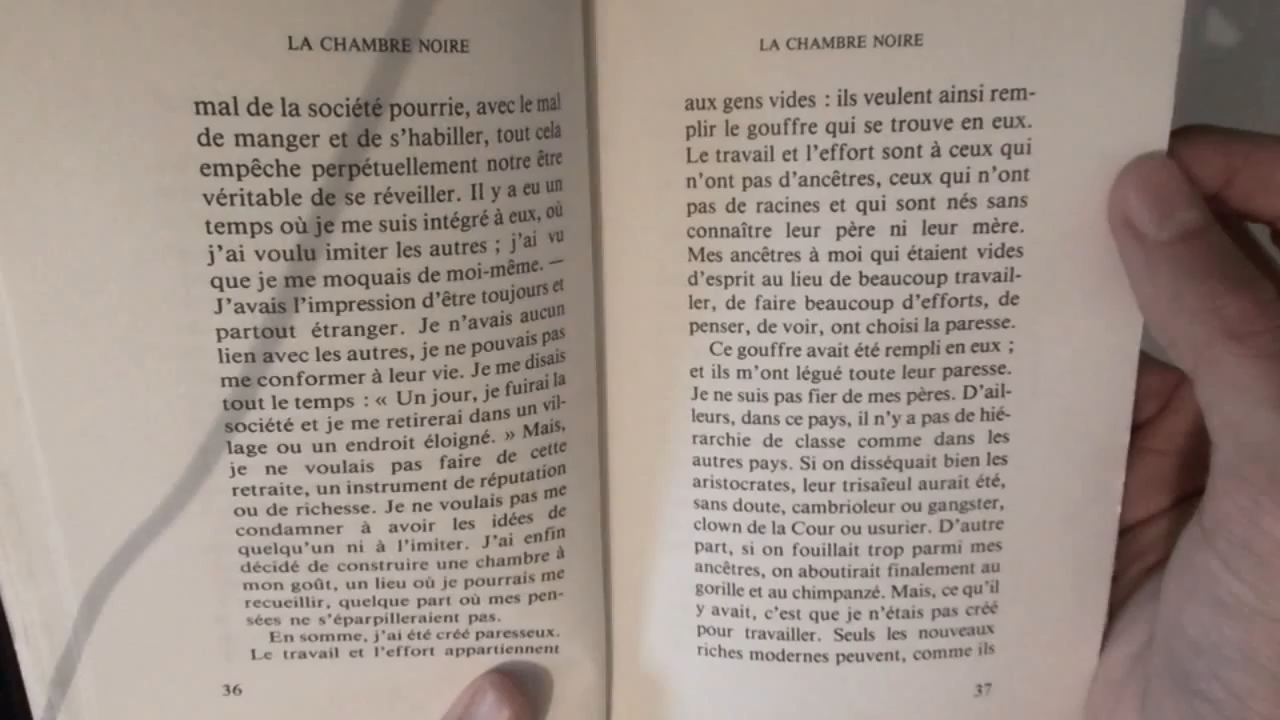 LA CHAMBRE NOIRE
mal de la société pourrie, avec le mal
de manger et de s'habiller, tout cela
empêche perpétuellement notre être
véritable de se réveiller. Il y a eu un
temps où je me suis intégré à eux, où
j'ai voulu imiter les autres ; j'ai vu
que je me moquais de moi-même. —
J'avais l'impression d'être toujours et
partout étranger. Je n'avais aucun
lien avec les autres, je ne pouvais pas
me conformer à leur vie. Je me disais
tout le temps : « Un jour, je fuirai la
société et je me retirerai dans un vil-
lage ou un endroit éloigné. » Mais,
je ne voulais pas faire de cette
retraite, un instrument de réputation
ou de richesse. Je ne voulais pas me
condamner à avoir les idées de
quelqu'un ni à l'imiter. J'ai enfin
décidé de construire une chambre à
mon goût, un lieu où je pourrais me
recueillir, quelque part où mes pen-
sées ne s'éparpilleraient pas.
En somme, j'ai été créé paresseux.
Le travail et l'effort appartiennent
36
LA CHAMBRE NOIRE
aux gens vides : ils veulent ainsi rem-
plir le gouffre qui se trouve en eux.
Le travail et l'effort sont à ceux qui
n'ont pas d'ancêtres, ceux qui n'ont
pas de racines et qui sont nés sans
connaître leur père ni leur mère.
Mes ancêtres à moi qui étaient vides
d'esprit au lieu de beaucoup travail-
ler, de faire beaucoup d'efforts, de
penser, de voir, ont choisi la paresse.
Ce gouffre avait été rempli en eux ;
et ils m'ont légué toute leur paresse.
Je ne suis pas fier de mes pères. D'ail-
leurs, dans ce pays, il n'y a pas de hié-
rarchie de classe comme dans les
autres pays. Si on disséquait bien les
aristocrates, leur trisaîeul aurait été,
sans doute, cambrioleur ou gangster,
clown de la Cour ou usurier. D'autre
part, si on fouillait trop parmi mes
ancêtres, on aboutirait finalement au
gorille et au chimpanzé. Mais, ce qu'il
y avait, c'est que je n'étais pas créé
pour travailler. Seuls les nouveaux
riches modernes peuvent, comme ils
37